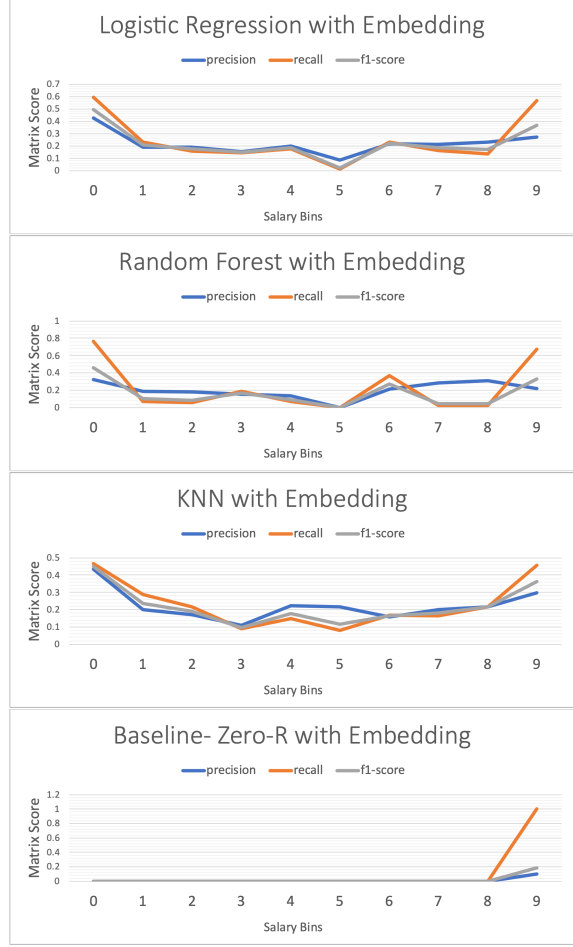 Logistic Regression with Embedding
precision recall f1-score
Matrix Score
0.7
0.6
0.5
0.4
0.3
0.2
0.1
0
0 1 2 3 4 5 6 7 8 9
Salary Bins
Random Forest with Embedding
precision recall f1-score
Matrix Score
1
0.8
0.6
0.4
0.2
0
0 1 2 3 4 5 6 7 8 9
Salary Bins
KNN with Embedding
precision recall f1-score
Matrix Score
0.5
0.4
0.3
0.2
0.1
0
0 1 2 3 4 5 6 7 8 9
Salary Bins
Baseline- Zero-R with Embedding
precision recall f1-score
Matrix Score
1.2
1
0.8
0.6
0.4
0.2
0
0 1 2 3 4 5 6 7 8 9
Salary Bins